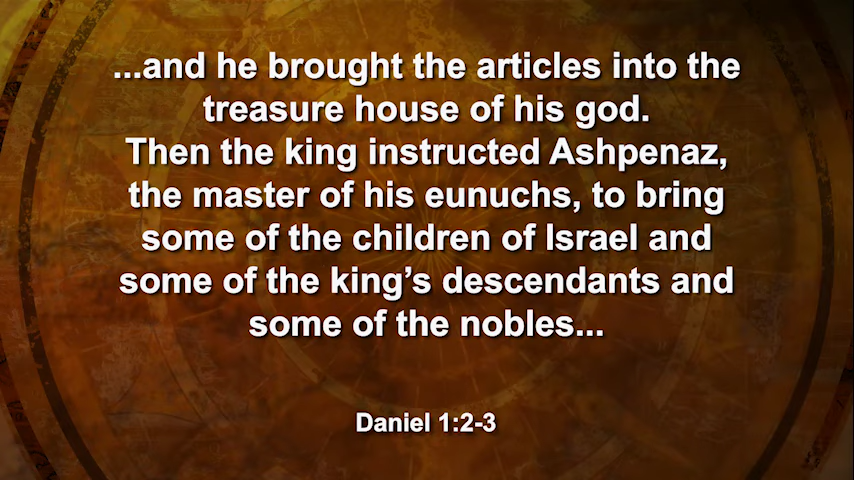 ...and he brought the articles into the
treasure house of his god.
Then the king instructed Ashpenaz,
the master of his eunuchs, to bring
some of the children of Israel and
some of the king’s descendants and
some of the nobles...
Daniel 1:2-3